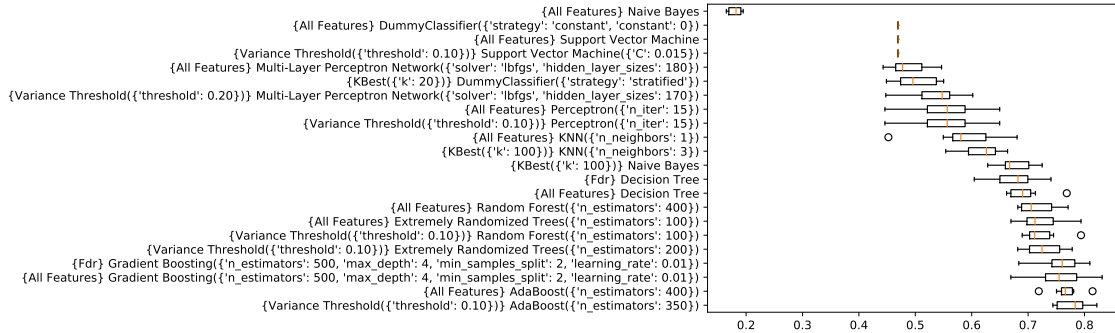 {All Features} Naive Bayes
{All Features} DummyClassifier({'strategy': 'constant', 'constant': 0})
{All Features} Support Vector Machine
{Variance Threshold({'threshold': 0.10})} Support Vector Machine({'C': 0.015})
{All Features} Multi-Layer Perceptron Network({'solver': 'lbfgs', 'hidden_layer_sizes': 180})
{KBest({'k': 20})} DummyClassifier({'strategy': 'stratified'})
{Variance Threshold({'threshold': 0.20})} Multi-Layer Perceptron Network({'solver': 'lbfgs', 'hidden_layer_sizes': 170})
{All Features} Perceptron({'n_iter': 15})
{Variance Threshold({'threshold': 0.10})} Perceptron({'n_iter': 15})
{All Features} KNN({'n_neighbors': 1})
{KBest({'k': 100})} KNN({'n_neighbors': 3})
{KBest({'k': 100})} Naive Bayes
{Fdr} Decision Tree
{All Features} Decision Tree
{All Features} Random Forest({'n_estimators': 400})
{All Features} Extremely Randomized Trees({'n_estimators': 100})
{Variance Threshold({'threshold': 0.10})} Random Forest({'n_estimators': 100})
{Variance Threshold({'threshold': 0.10})} Extremely Randomized Trees({'n_estimators': 200})
{Fdr} Gradient Boosting({'n_estimators': 500, 'max_depth': 4, 'min_samples_split': 2, 'learning_rate': 0.01})
{All Features} Gradient Boosting({'n_estimators': 500, 'max_depth': 4, 'min_samples_split': 2, 'learning_rate': 0.01})
{All Features} AdaBoost({'n_estimators': 400})
{Variance Threshold({'threshold': 0.10})} AdaBoost({'n_estimators': 350})
0.2 0.3 0.4 0.5 0.6 0.7 0.8